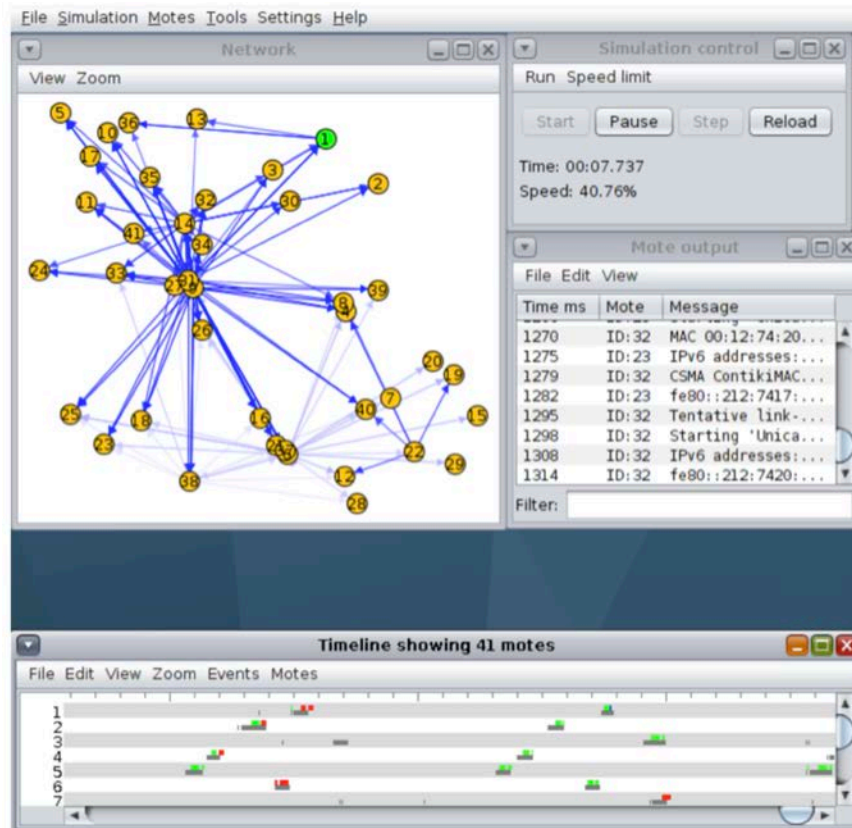 File Simulation Motes Tools Settings Help
Network
View Zoom
5
36
13
10
1
17
3
35
2
11
32
30
14
41
34
24
33
39
8
26
20
19
7
25
18
16
40
15
23
22
29
12
38
28
Simulation control
Run Speed limit
Start Pause Step Reload
Time: 00:07.737
Speed: 40.76%
Mote output
File Edit View
Time ms Mote Message
1270 ID:32 MAC 00:12:74:20...
1275 ID:23 IPv6 addresses:...
1279 ID:32 CSMA ContikiMAC...
1282 ID:23 fe80::212:7417:...
1295 ID:32 Tentative link-...
1298 ID:32 Starting 'Unica...
1308 ID:32 IPv6 addresses:...
1314 ID:32 fe80::212:7420:...
Filter:
Timeline showing 41 motes
File Edit View Zoom Events Motes
1
2
3
4
5
6
7